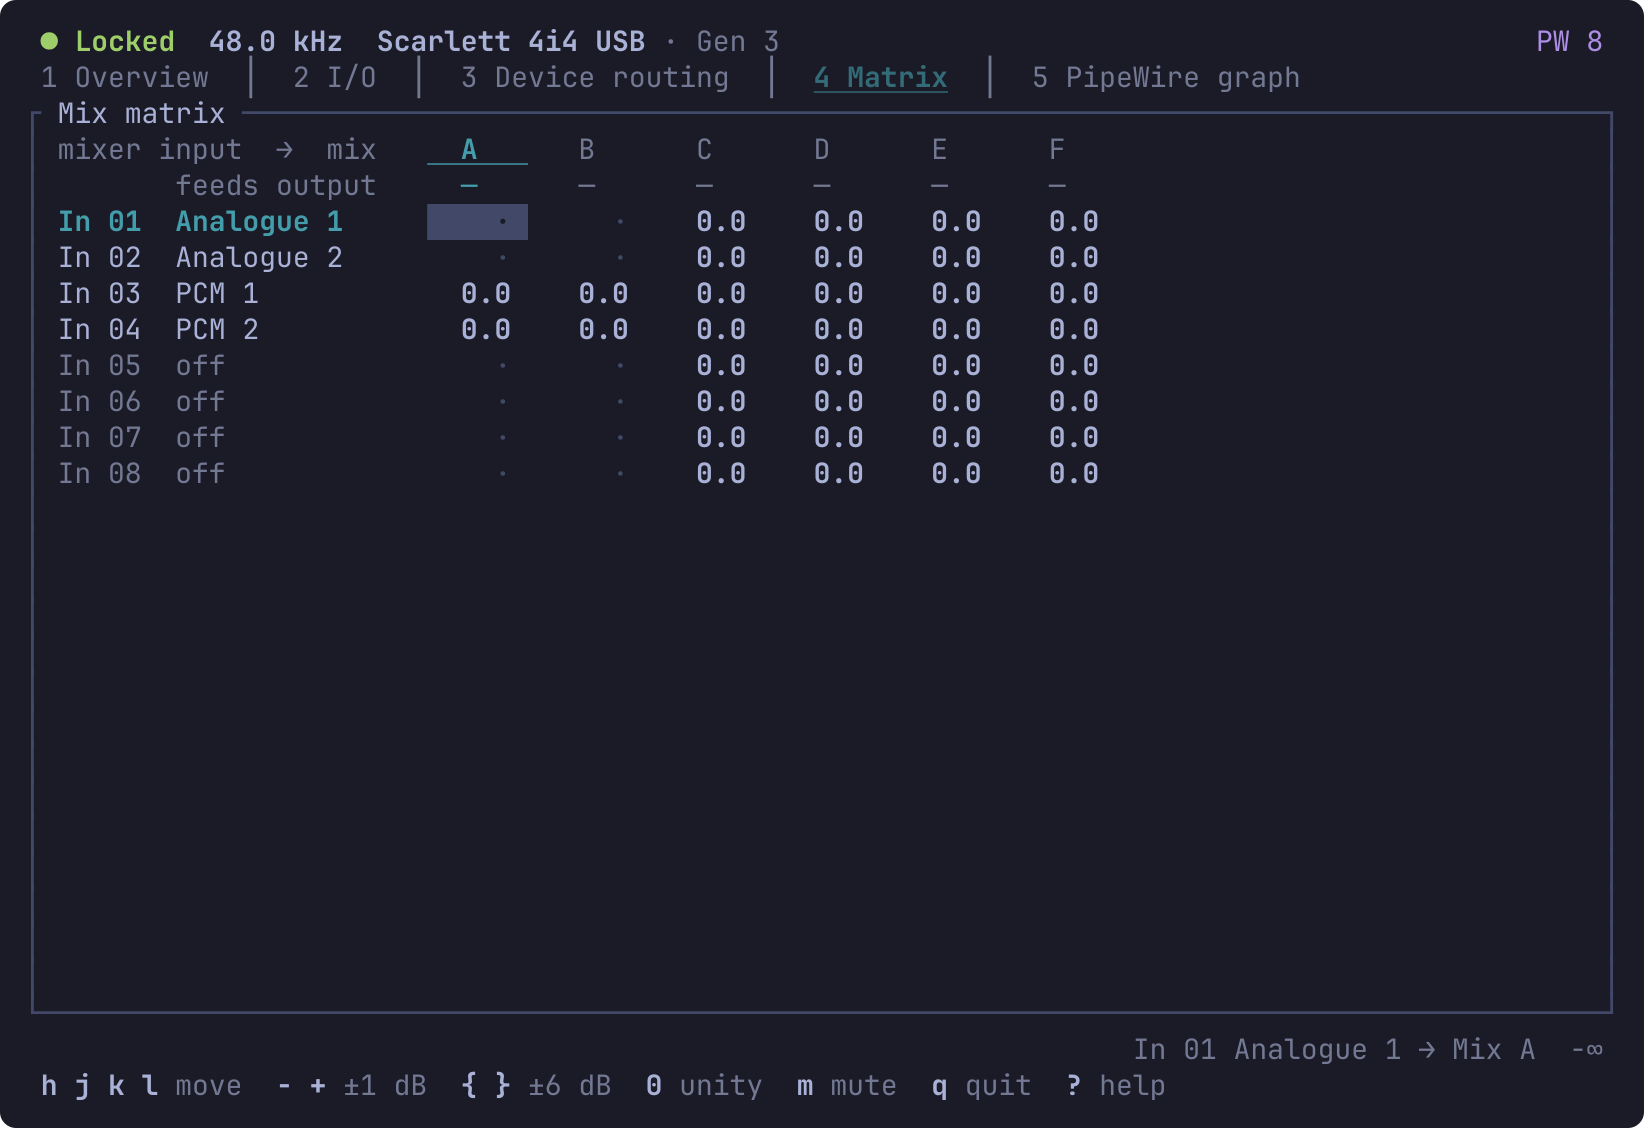 ● Locked  48.0 kHz  Scarlett 4i4 USB · Gen 3  PW 8
1 Overview │ 2 I/O │ 3 Device routing │ 4 Matrix │ 5 PipeWire graph
Mix matrix
mixer input → mix  A  B  C  D  E  F
feeds output  —  —  —  —  —  —
In 01  Analogue 1  ·  ·  0.0  0.0  0.0  0.0
In 02  Analogue 2  ·  ·  0.0  0.0  0.0  0.0
In 03  PCM 1  0.0  0.0  0.0  0.0  0.0  0.0
In 04  PCM 2  0.0  0.0  0.0  0.0  0.0  0.0
In 05  off  ·  ·  0.0  0.0  0.0  0.0
In 06  off  ·  ·  0.0  0.0  0.0  0.0
In 07  off  ·  ·  0.0  0.0  0.0  0.0
In 08  off  ·  ·  0.0  0.0  0.0  0.0
In 01 Analogue 1 → Mix A  -∞
h j k l move  - + ±1 dB  { } ±6 dB  0 unity  m mute  q quit  ? help